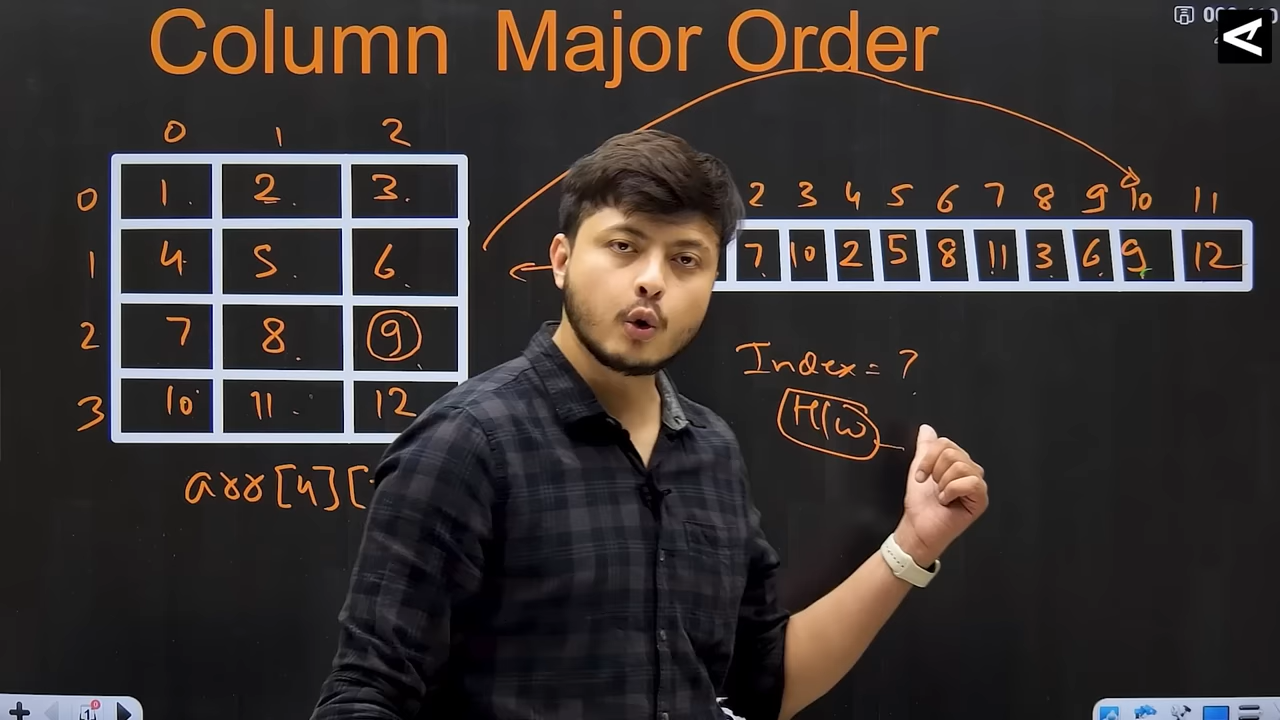 Column Major Order
0 1 2
0 1 2 3
1 4 5 6
2 7 8 9
3 10 11 12
arr[4][
2 3 4 5 6 7 8 9 10 11
7 10 2 5 8 11 3 6 9 12
Index = ?
H/w